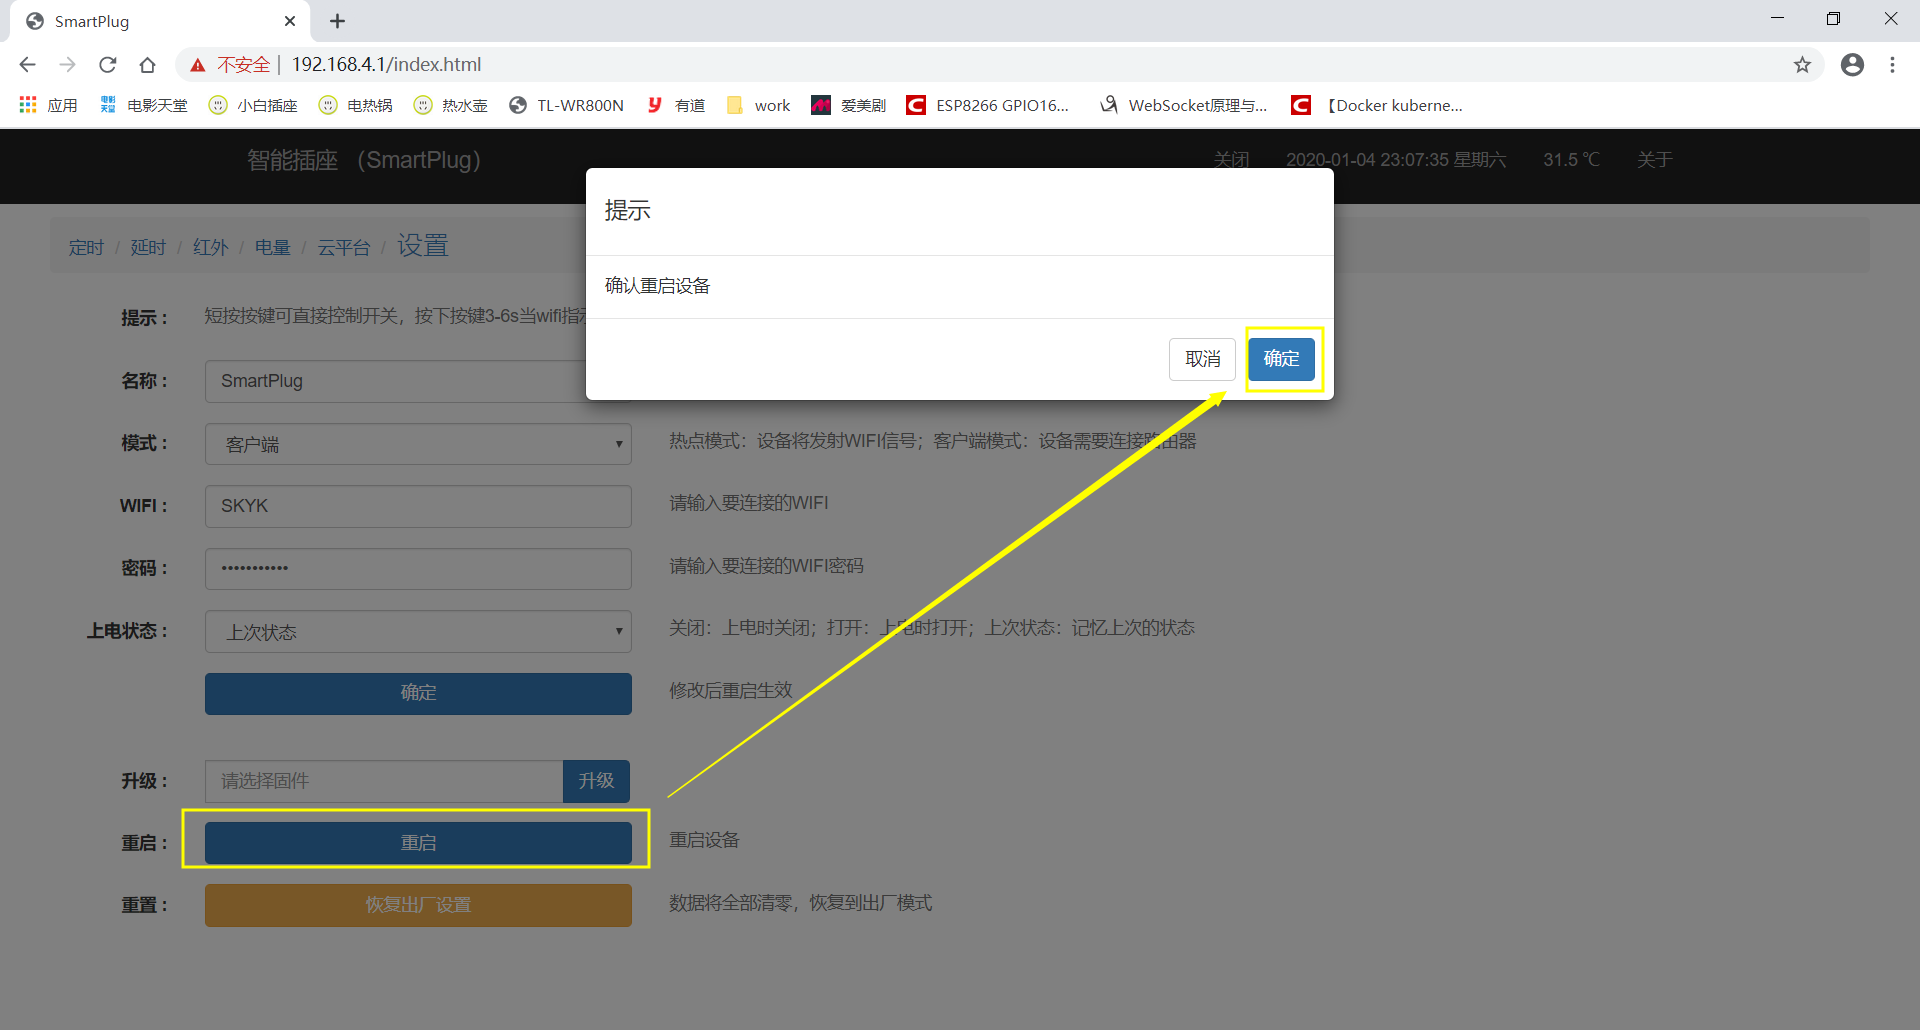 SmartPlug
不安全 | 192.168.4.1/index.html
应用 电影天堂 小白插座 电热锅 热水壶 TL-WR800N 有道 work 爱美剧 ESP8266 GPIO16... WebSocket原理与... 【Docker kuberne...
智能插座 （SmartPlug） 关闭 2020-01-04 23:07:35 星期六 31.5 ℃ 关于
提示
定时 / 延时 / 红外 / 电量 / 云平台 / 设置
确认重启设备
提示： 短按按键可直接控制开关，按下按键3-6s当wifi指
取消 确定
名称： SmartPlug
模式： 客户端 热点模式：设备将发射WIFI信号；客户端模式：设备需要连接路由器
WIFI： SKYK 请输入要连接的WIFI
密码： ••••••••••• 请输入要连接的WIFI密码
上电状态： 上次状态 关闭：上电时关闭；打开：上电时打开；上次状态：记忆上次的状态
确定 修改后重启生效
升级： 请选择固件 升级
重启： 重启 重启设备
重置： 恢复出厂设置 数据将全部清零，恢复到出厂模式